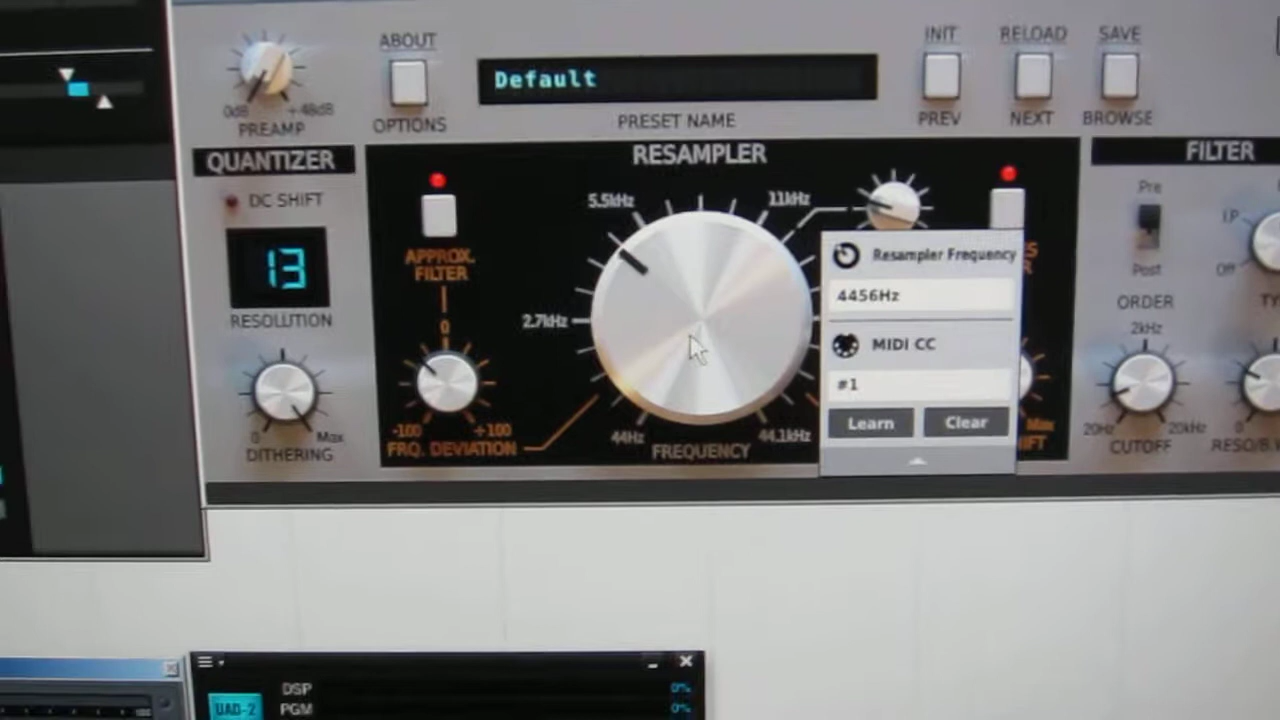 ABOUT
INIT
RELOAD
SAVE
Default
0dB
+48dB
PREAMP
OPTIONS
PRESET NAME
PREV
NEXT
BROWSE
QUANTIZER
RESAMPLER
FILTER
DC SHIFT
13
RESOLUTION
0
Max
DITHERING
APPROX.
FILTER
0
-100
+100
FRQ. DEVIATION
5.5kHz
11kHz
2.7kHz
44Hz
44.1kHz
FREQUENCY
Resampler Frequency
4456Hz
MIDI CC
#1
Learn
Clear
Max
Pre
Post
ORDER
LP
Off
2kHz
20Hz
20kHz
CUTOFF
0
UAD-2
DSP
0%
PGM
0%